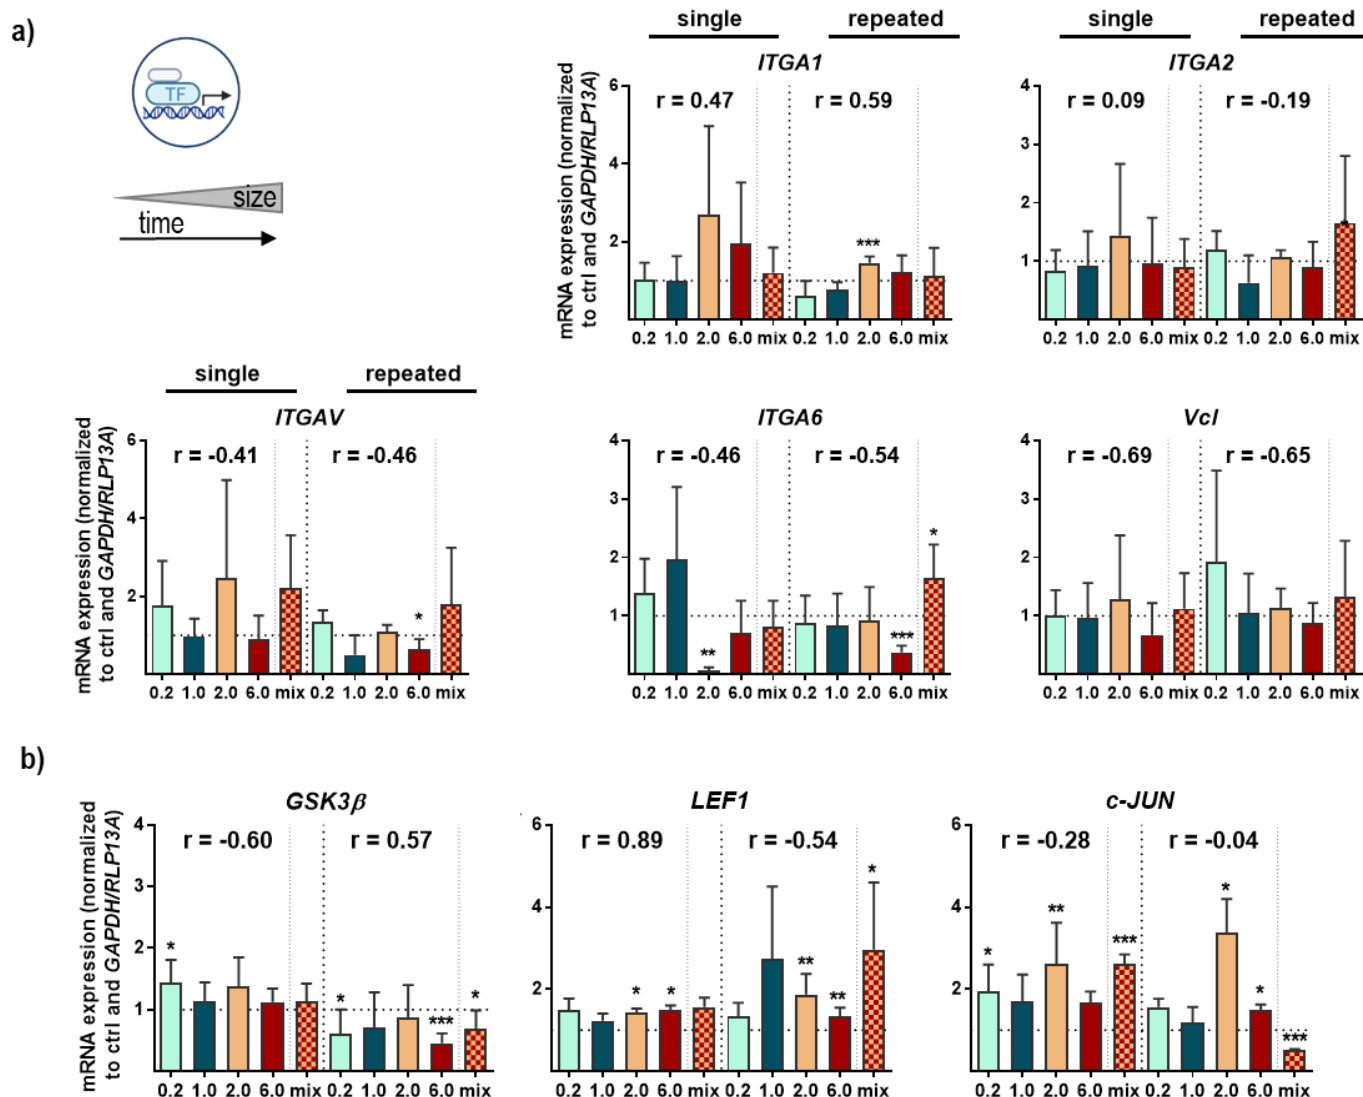 a)
TF
size
time
single repeated
ITGA1
mRNA expression (normalized
to ctrl and GAPDH/RLP13A)
6
4
2
r = 0.47 r = 0.59
***
0.2 1.0 2.0 6.0 mix 0.2 1.0 2.0 6.0 mix
single repeated
ITGA2
4
3
2
1
r = 0.09 r = -0.19
*
0.2 1.0 2.0 6.0 mix 0.2 1.0 2.0 6.0 mix
single repeated
ITGAV
mRNA expression (normalized
to ctrl and GAPDH/RLP13A)
6
4
2
r = -0.41 r = -0.46
*
0.2 1.0 2.0 6.0 mix 0.2 1.0 2.0 6.0 mix
ITGA6
4
3
2
1
r = -0.46 r = -0.54
** *** *
0.2 1.0 2.0 6.0 mix 0.2 1.0 2.0 6.0 mix
Vcl
4
3
2
1
r = -0.69 r = -0.65
0.2 1.0 2.0 6.0 mix 0.2 1.0 2.0 6.0 mix
b)
GSK3β
mRNA expression (normalized
to ctrl and GAPDH/RLP13A)
4
3
2
1
r = -0.60 r = 0.57
* * *** *
0.2 1.0 2.0 6.0 mix 0.2 1.0 2.0 6.0 mix
LEF1
6
4
2
r = 0.89 r = -0.54
* * ** ** *
0.2 1.0 2.0 6.0 mix 0.2 1.0 2.0 6.0 mix
c-JUN
6
4
2
r = -0.28 r = -0.04
* ** *** * * ***
0.2 1.0 2.0 6.0 mix 0.2 1.0 2.0 6.0 mix